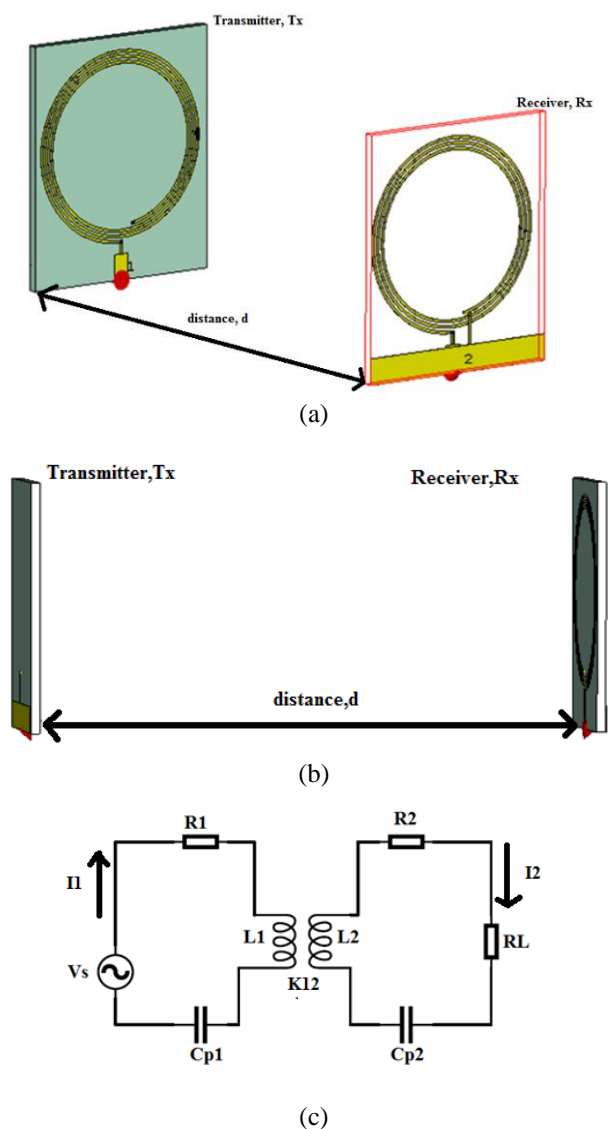 Transmitter, Tx
Receiver, Rx
1
distance, d
2
(a)
Transmitter,Tx
Receiver,Rx
distance,d
(b)
R1
R2
I1
I2
L1
L2
RL
Vs
K12
Cp1
Cp2
(c)